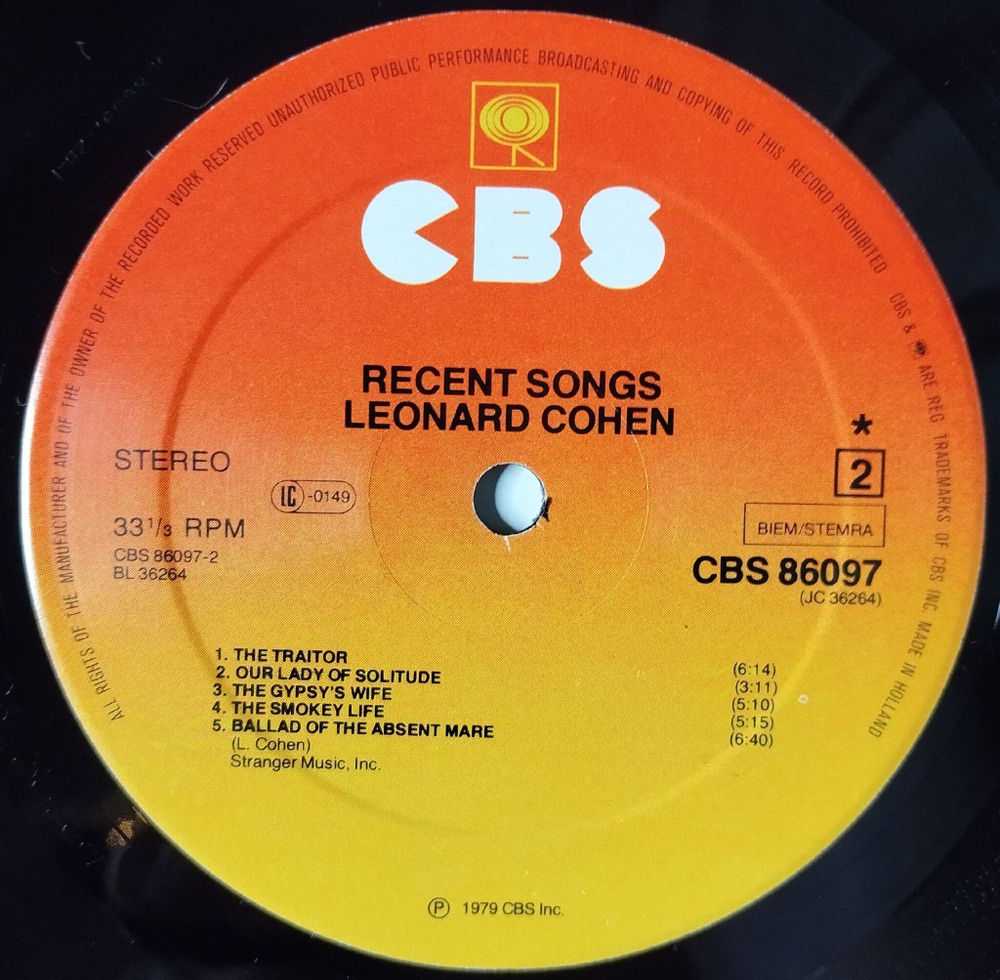 ALL RIGHTS OF THE MANUFACTURER AND OF THE OWNER OF THE RECORDED WORK RESERVED UNAUTHORIZED PUBLIC PERFORMANCE BROADCASTING AND COPYING OF THIS RECORD PROHIBITED
CBS & ARE REG TRADEMARKS OF CBS INC MADE IN HOLLAND
CBS
RECENT SONGS
LEONARD COHEN
STEREO
LC-0149
33 1/3 RPM
CBS 86097-2
BL 36264
*
2
BIEM/STEMRA
CBS 86097
(JC 36264)
1. THE TRAITOR (6:14)
2. OUR LADY OF SOLITUDE (3:11)
3. THE GYPSY'S WIFE (5:10)
4. THE SMOKEY LIFE (5:15)
5. BALLAD OF THE ABSENT MARE (6:40)
(L. Cohen)
Stranger Music, Inc.
Ⓟ 1979 CBS Inc.